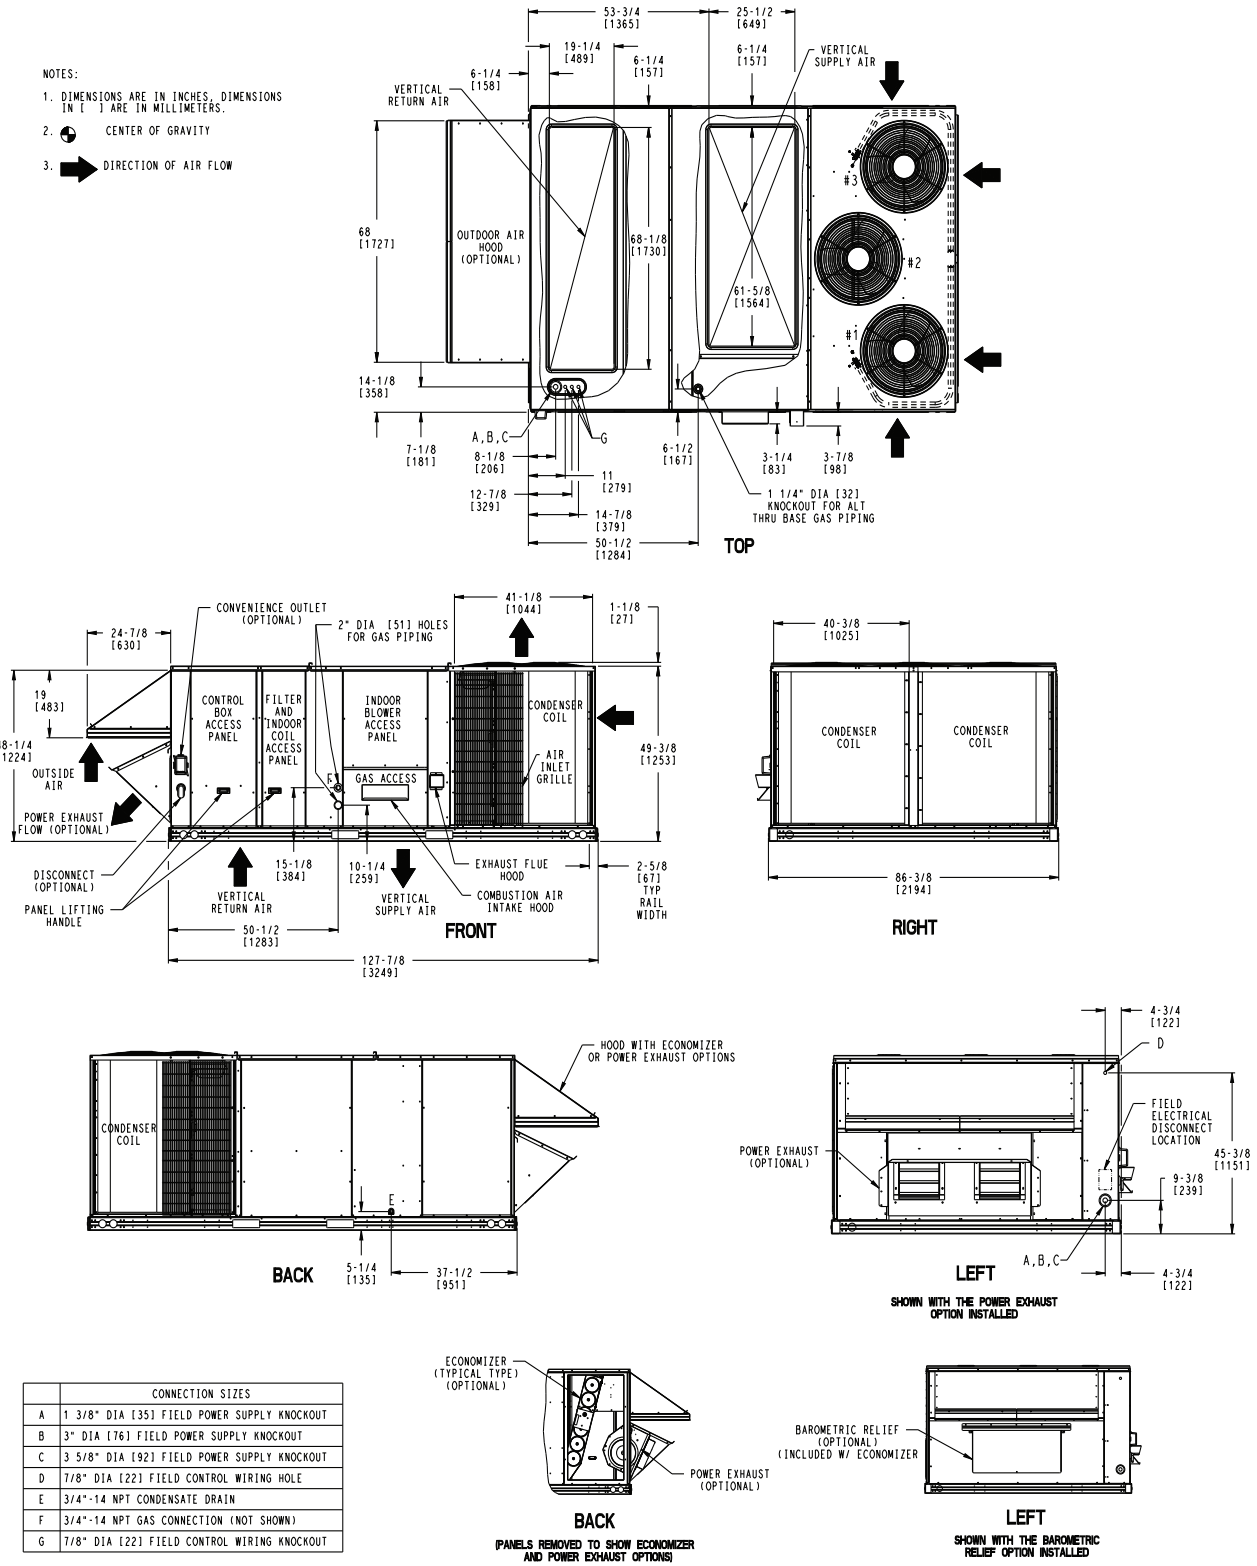 NOTES:
1. DIMENSIONS ARE IN INCHES, DIMENSIONS
IN [ ] ARE IN MILLIMETERS.
2. CENTER OF GRAVITY
3. DIRECTION OF AIR FLOW
53-3/4
[1365]
25-1/2
[649]
19-1/4
[489]
6-1/4
[158]
6-1/4
[157]
6-1/4
[157]
VERTICAL
SUPPLY AIR
VERTICAL
RETURN AIR
68
[1727]
OUTDOOR AIR
HOOD
(OPTIONAL)
68-1/8
[1730]
61-5/8
[1564]
#3
#2
#1
14-1/8
[358]
7-1/8
[181]
A,B,C
G
8-1/8
[206]
11
[279]
12-7/8
[329]
14-7/8
[379]
50-1/2
[1284]
6-1/2
[167]
3-1/4
[83]
3-7/8
[98]
1 1/4" DIA [32]
KNOCKOUT FOR ALT
THRU BASE GAS PIPING
TOP
CONVENIENCE OUTLET
(OPTIONAL)
2" DIA [51] HOLES
FOR GAS PIPING
41-1/8
[1044]
1-1/8
[27]
24-7/8
[630]
19
[483]
CONTROL
BOX
ACCESS
PANEL
FILTER
AND
INDOOR
COIL
ACCESS
PANEL
INDOOR
BLOWER
ACCESS
PANEL
CONDENSER
COIL
AIR
INLET
GRILLE
GAS ACCESS
F
49-3/8
[1253]
OUTSIDE
AIR
POWER EXHAUST
FLOW (OPTIONAL)
DISCONNECT
(OPTIONAL)
PANEL LIFTING
HANDLE
VERTICAL
RETURN AIR
15-1/8
[384]
10-1/4
[259]
VERTICAL
SUPPLY AIR
EXHAUST FLUE
HOOD
COMBUSTION AIR
INTAKE HOOD
2-5/8
[67]
TYP
RAIL
WIDTH
50-1/2
[1283]
127-7/8
[3249]
FRONT
40-3/8
[1025]
CONDENSER
COIL
CONDENSER
COIL
86-3/8
[2194]
RIGHT
HOOD WITH ECONOMIZER
OR POWER EXHAUST OPTIONS
CONDENSER
COIL
E
5-1/4
[135]
37-1/2
[951]
BACK
4-3/4
[122]
D
FIELD
ELECTRICAL
DISCONNECT
LOCATION
POWER EXHAUST
(OPTIONAL)
45-3/8
[1151]
9-3/8
[239]
A,B,C
4-3/4
[122]
LEFT
SHOWN WITH THE POWER EXHAUST
OPTION INSTALLED
CONNECTION SIZES
A 1 3/8" DIA [35] FIELD POWER SUPPLY KNOCKOUT
B 3" DIA [76] FIELD POWER SUPPLY KNOCKOUT
C 3 5/8" DIA [92] FIELD POWER SUPPLY KNOCKOUT
D 7/8" DIA [22] FIELD CONTROL WIRING HOLE
E 3/4"-14 NPT CONDENSATE DRAIN
F 3/4"-14 NPT GAS CONNECTION (NOT SHOWN)
G 7/8" DIA [22] FIELD CONTROL WIRING KNOCKOUT
ECONOMIZER
(TYPICAL TYPE)
(OPTIONAL)
POWER EXHAUST
(OPTIONAL)
BACK
(PANELS REMOVED TO SHOW ECONOMIZER
AND POWER EXHAUST OPTIONS)
BAROMETRIC RELIEF
(OPTIONAL)
(INCLUDED W/ ECONOMIZER
LEFT
SHOWN WITH THE BAROMETRIC
RELIEF OPTION INSTALLED